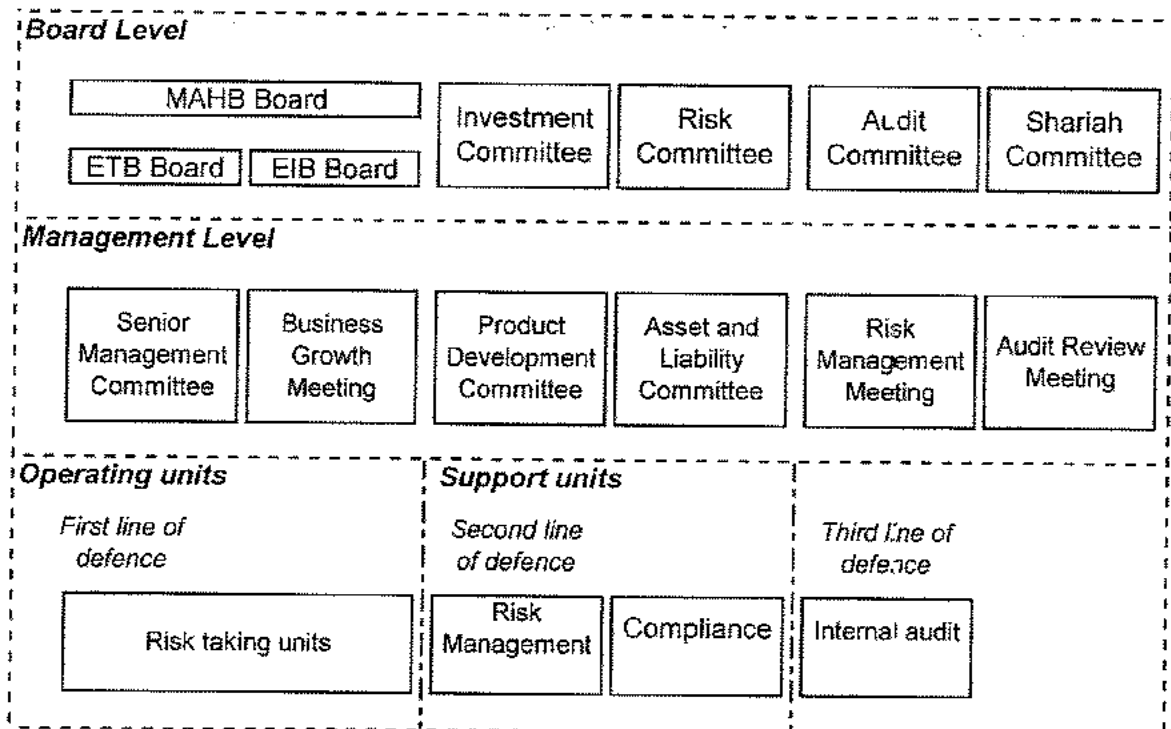 Board Level
MAHB Board
ETB Board
EIB Board
Investment
Committee
Risk
Committee
Audit
Committee
Shariah
Committee
Management Level
Senior
Management
Committee
Business
Growth
Meeting
Product
Development
Committee
Asset and
Liability
Committee
Risk
Management
Meeting
Audit Review
Meeting
Operating units
First line of
defence
Risk taking units
Support units
Second line
of defence
Risk
Management
Compliance
Third line of
defence
Internal audit